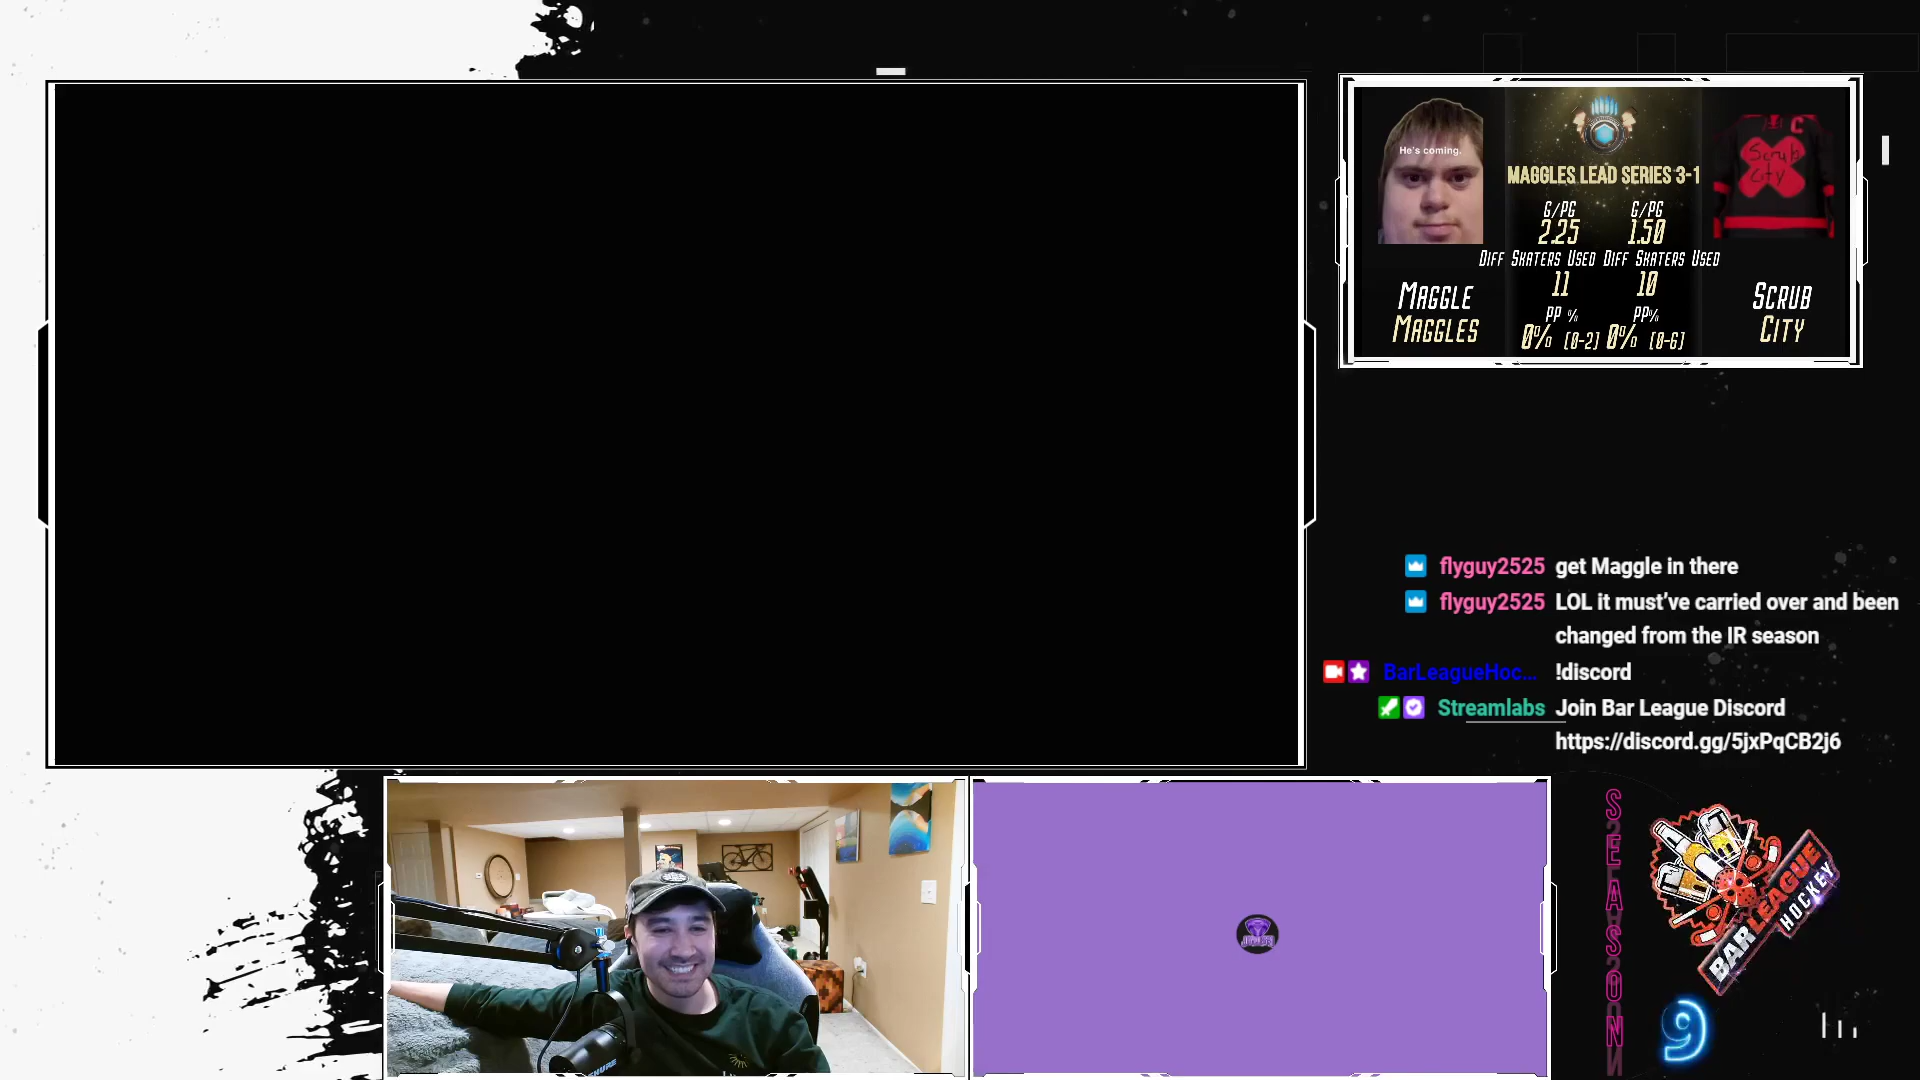 He's coming.
C
Scrub
City
MAGGLES LEAD SERIES 3-1
G/PG G/PG
2.25 1.50
DIFF SKATERS USED DIFF SKATERS USED
11 10
PP % PP%
0% [0-2] 0% [0-6]
MAGGLE
MAGGLES
SCRUB
CITY
flyguy2525 get Maggle in there
flyguy2525 LOL it must've carried over and been
changed from the IR season
BarLeagueHoc... !discord
Streamlabs Join Bar League Discord
https://discord.gg/5jxPqCB2j6
SEASON
9
BAR LEAGUE
HOCKEY
SHURE